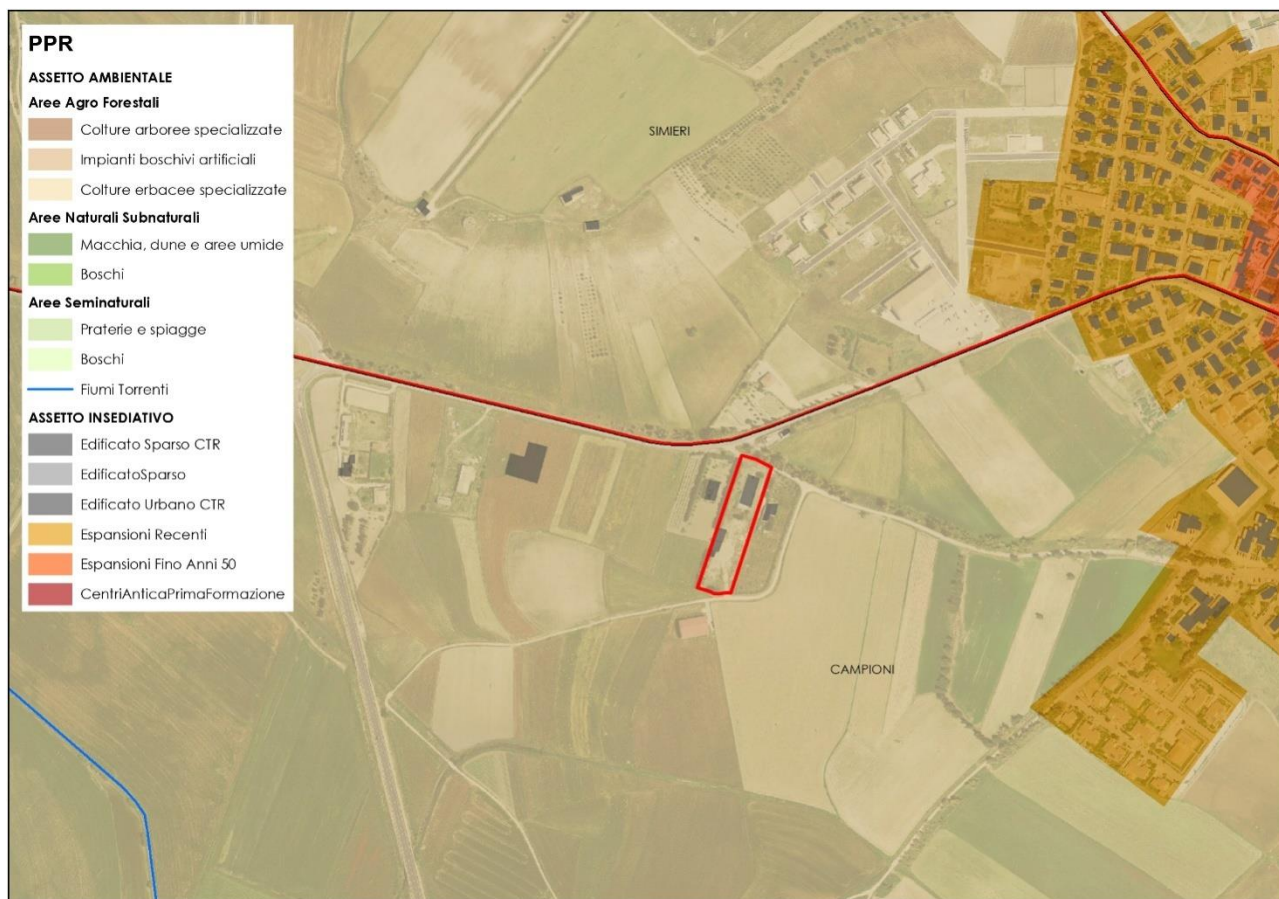 PPR
ASSETTO AMBIENTALE
Aree Agro Forestali
Colture arboree specializzate
Impianti boschivi artificiali
Colture erbacee specializzate
Aree Naturali Subnaturali
Macchia, dune e aree umide
Boschi
Aree Seminaturali
Praterie e spiagge
Boschi
Fiumi Torrenti
ASSETTO INSEDIATIVO
Edificato Sparso CTR
EdificatoSparso
Edificato Urbano CTR
Espansioni Recenti
Espansioni Fino Anni 50
CentriAnticaPrimaFormazione
SIMIERI
CAMPIONI